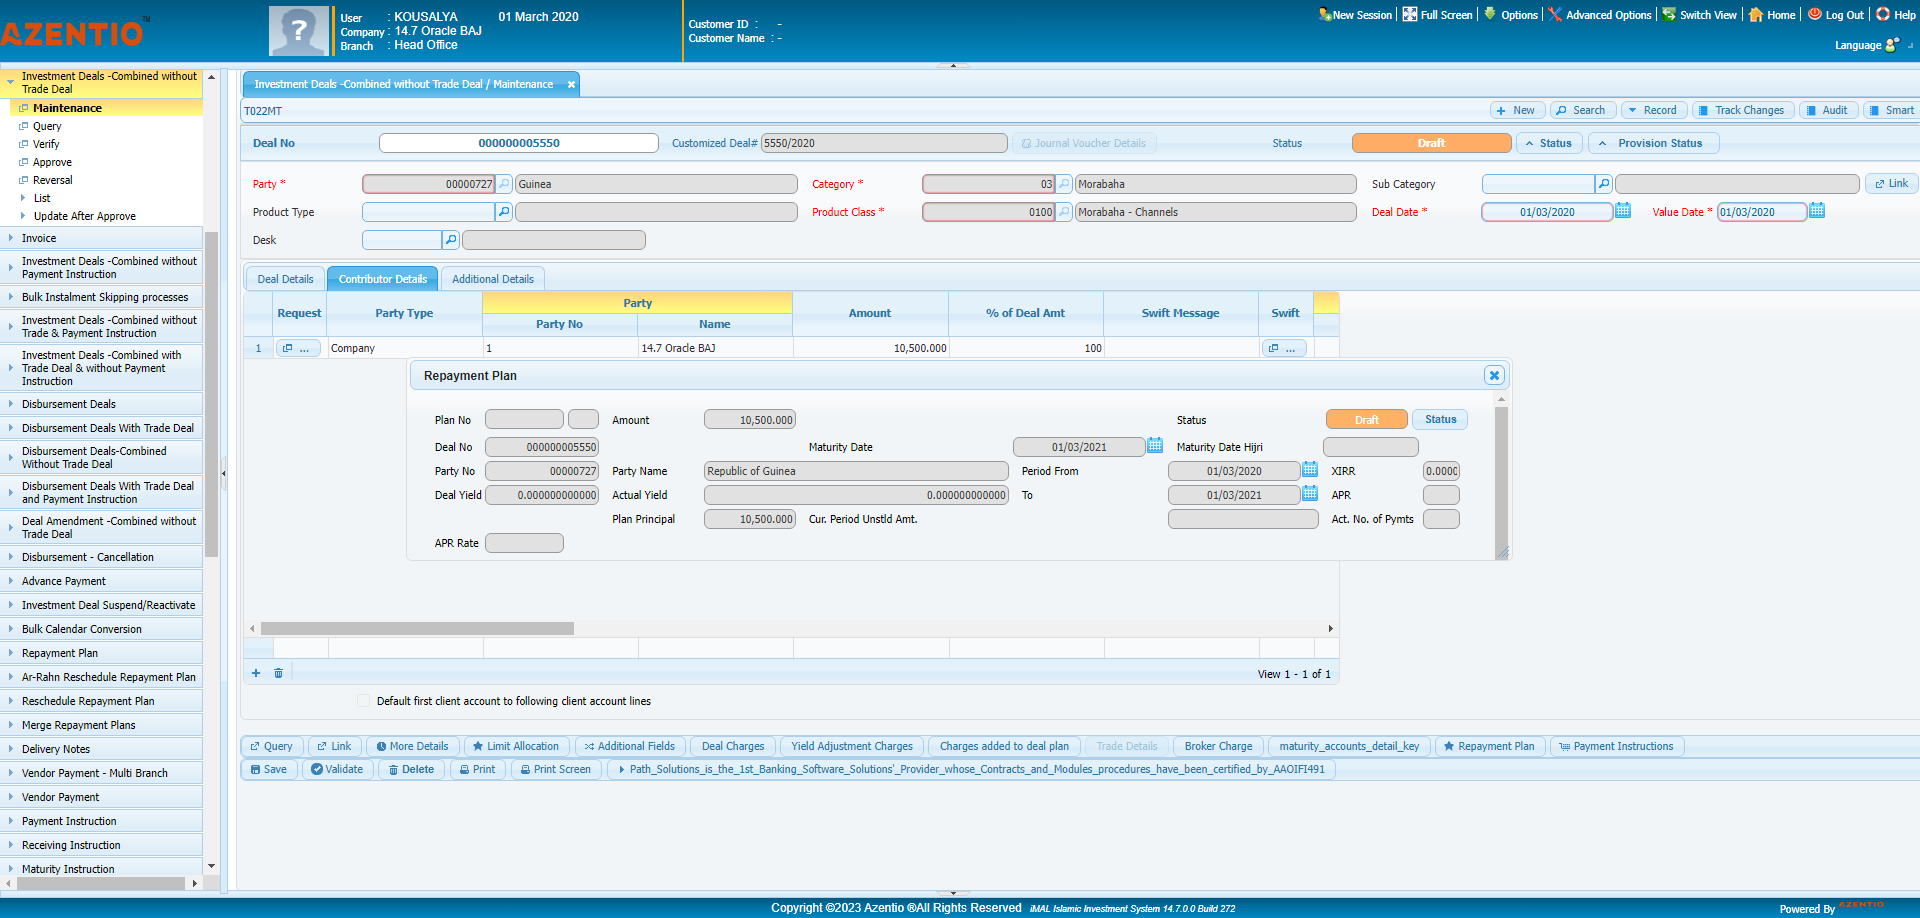 AZENTIO™
User : KOUSALYA 01 March 2020
Company : 14.7 Oracle BAJ
Branch : Head Office
Customer ID : -
Customer Name : -
New Session Full Screen Options Advanced Options Switch View Home Log Out Help
Language
Investment Deals -Combined without Trade Deal
Maintenance
Query
Verify
Approve
Reversal
List
Update After Approve
Invoice
Investment Deals -Combined without Payment Instruction
Bulk Instalment Skipping processes
Investment Deals -Combined without Trade & Payment Instruction
Investment Deals -Combined with Trade Deal & without Payment Instruction
Disbursement Deals
Disbursement Deals With Trade Deal
Disbursement Deals-Combined Without Trade Deal
Disbursement Deals With Trade Deal and Payment Instruction
Deal Amendment -Combined without Trade Deal
Disbursement - Cancellation
Advance Payment
Investment Deal Suspend/Reactivate
Bulk Calendar Conversion
Repayment Plan
Ar-Rahn Reschedule Repayment Plan
Reschedule Repayment Plan
Merge Repayment Plans
Delivery Notes
Vendor Payment - Multi Branch
Vendor Payment
Payment Instruction
Receiving Instruction
Maturity Instruction
Investment Deals -Combined without Trade Deal / Maintenance
T022MT
New Search Record Track Changes Audit Smart
Deal No 000000005550 Customized Deal# 5550/2020 Journal Voucher Details Status Draft Status Provision Status
Party * 00000727 Guinea Category * 03 Morabaha Sub Category Link
Product Type Product Class * 0100 Morabaha - Channels Deal Date * 01/03/2020 Value Date * 01/03/2020
Desk
Deal Details Contributor Details Additional Details
Request Party Type Party Amount % of Deal Amt Swift Message Swift
Party No Name
1 ... Company 1 14.7 Oracle BAJ 10,500.000 100 ...
Repayment Plan
Plan No Amount 10,500.000 Status Draft Status
Deal No 000000005550 Maturity Date 01/03/2021 Maturity Date Hijri
Party No 00000727 Party Name Republic of Guinea Period From 01/03/2020 XIRR 0.0000
Deal Yield 0.000000000000 Actual Yield 0.000000000000 To 01/03/2021 APR
Plan Principal 10,500.000 Cur. Period Unstld Amt. Act. No. of Pymts
APR Rate
View 1 - 1 of 1
Default first client account to following client account lines
Query Link More Details Limit Allocation Additional Fields Deal Charges Yield Adjustment Charges Charges added to deal plan Trade Details Broker Charge maturity_accounts_detail_key Repayment Plan Payment Instructions
Save Validate Delete Print Print Screen Path_Solutions_is_the_1st_Banking_Software_Solutions'_Provider_whose_Contracts_and_Modules_procedures_have_been_certified_by_AAOIFI491
Copyright ©2023 Azentio ®All Rights Reserved iMAL Islamic Investment System 14.7.0.0 Build 272
Powered By AZENTIO